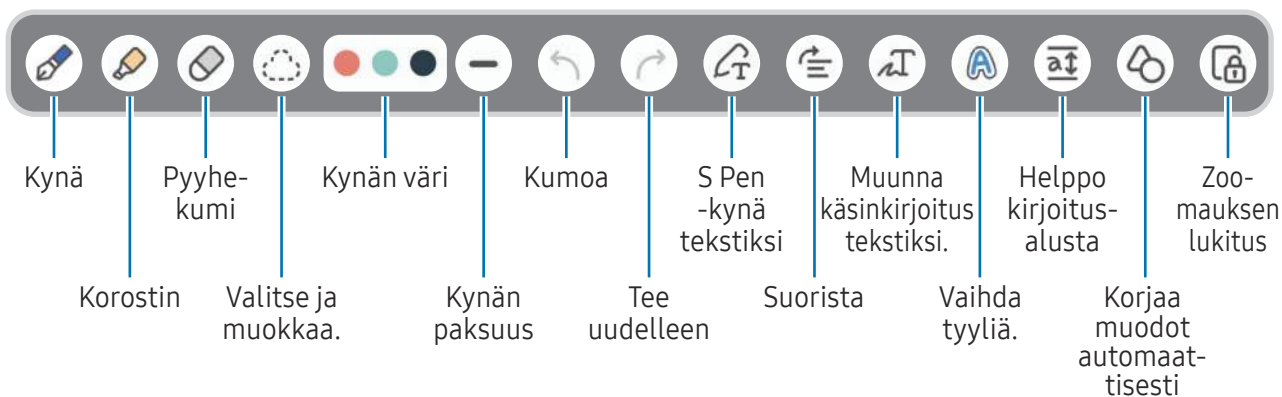 Kynä
Pyyhe-
kumi
Kynän väri
Kumoa
S Pen
-kynä
tekstiksi
Muunna
käsinkirjoitus
tekstiksi.
Helppo
kirjoitus-
alusta
Zoo-
mauksen
lukitus
Korostin
Valitse ja
muokkaa.
Kynän
paksuus
Tee
uudelleen
Suorista
Vaihda
tyyliä.
Korjaa
muodot
automaat-
tisesti